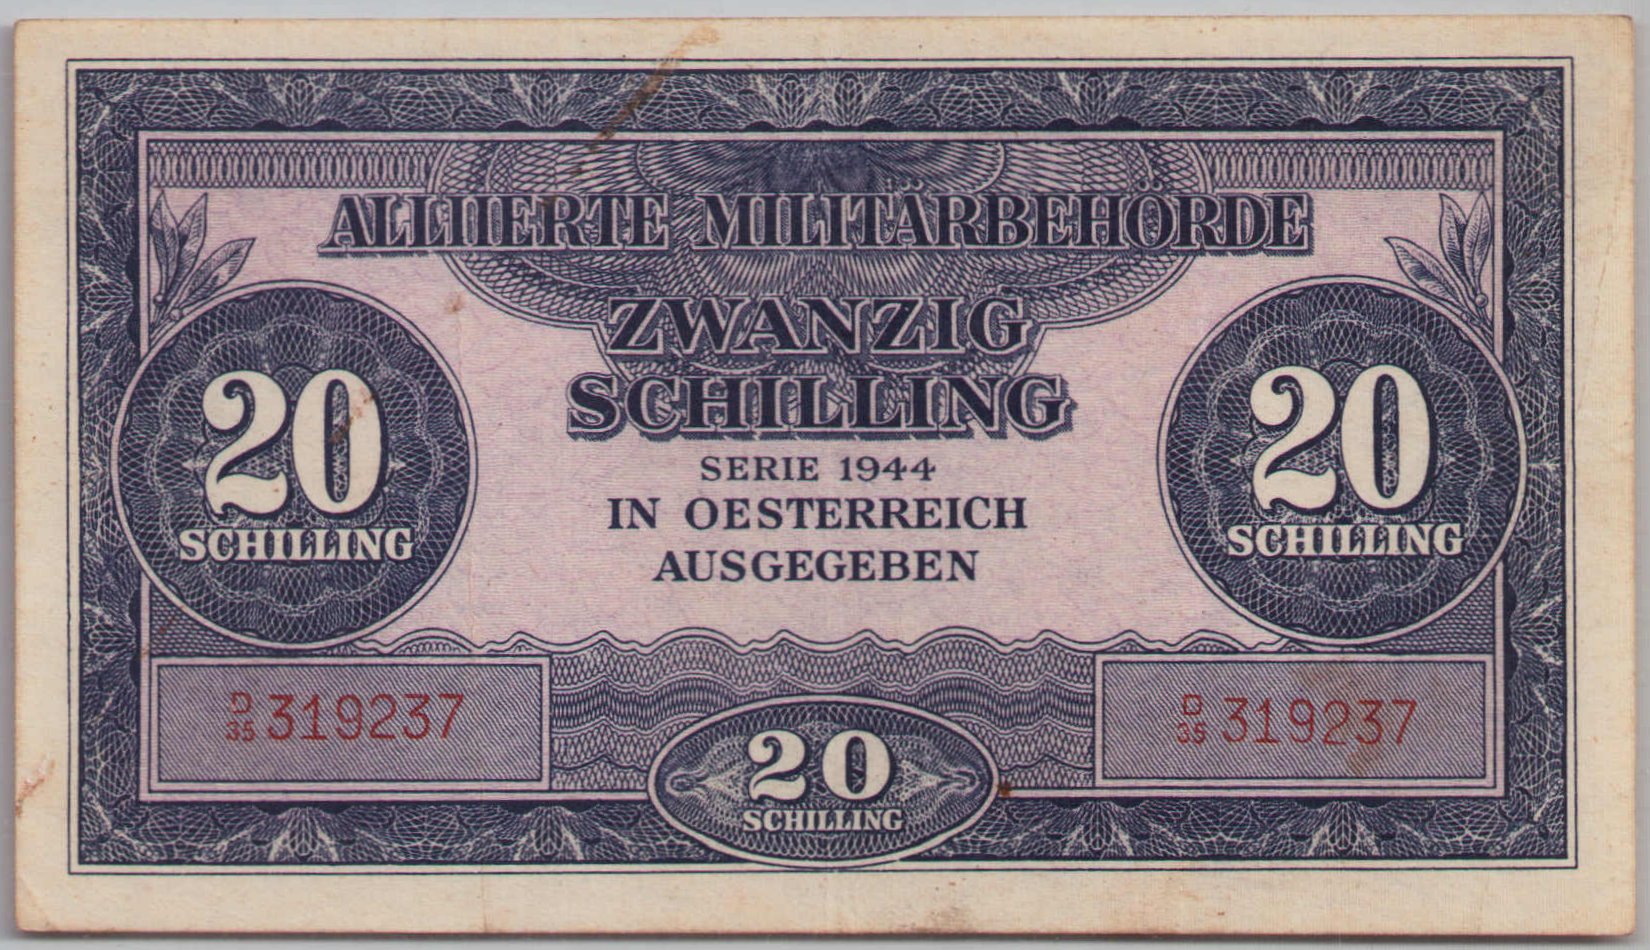 ALLIIERTE MILITÄRBEHÖRDE
ZWANZIG
SCHILLING
SERIE 1944
IN OESTERREICH
AUSGEGEBEN
20
SCHILLING
20
SCHILLING
D
35 319237
D
35 319237
20
SCHILLING